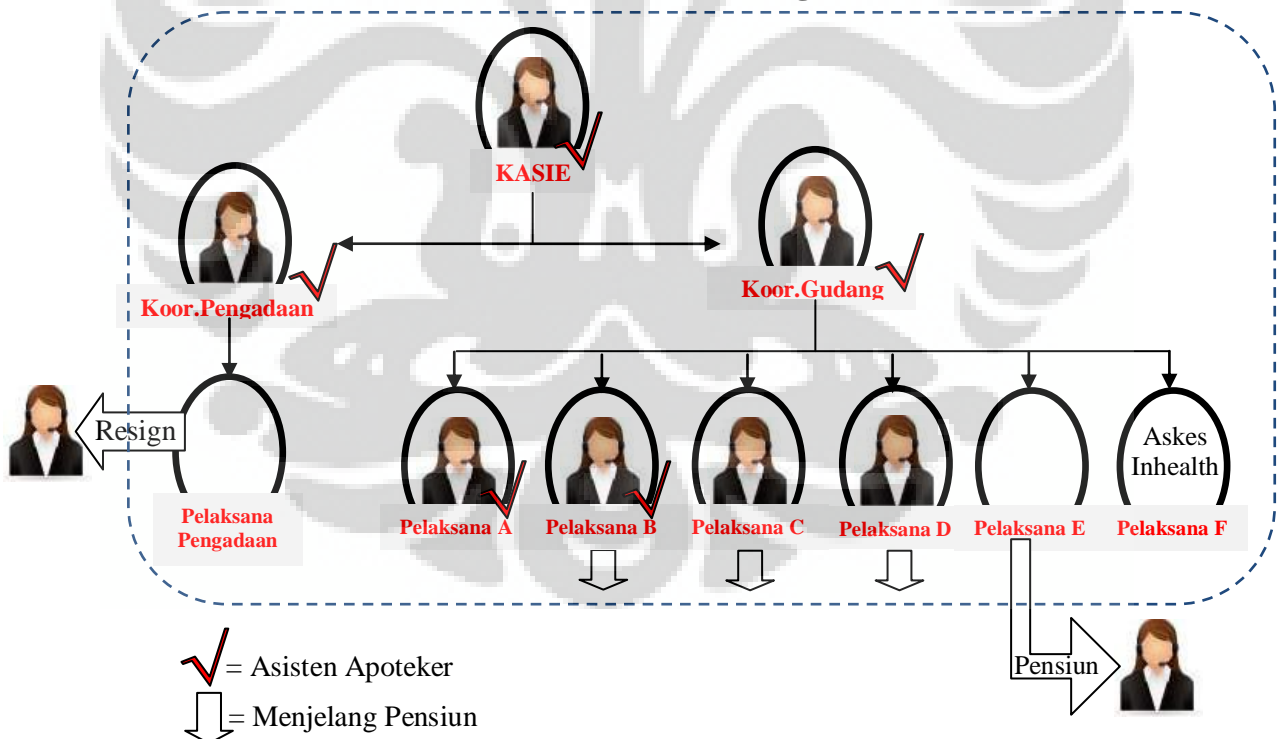 KASIE
Koor.Pengadaan
Koor.Gudang
Resign
Askes
Inhealth
Pelaksana
Pengadaan
Pelaksana A
Pelaksana B
Pelaksana C
Pelaksana D
Pelaksana E
Pelaksana F
Pensiun
= Asisten Apoteker
= Menjelang Pensiun